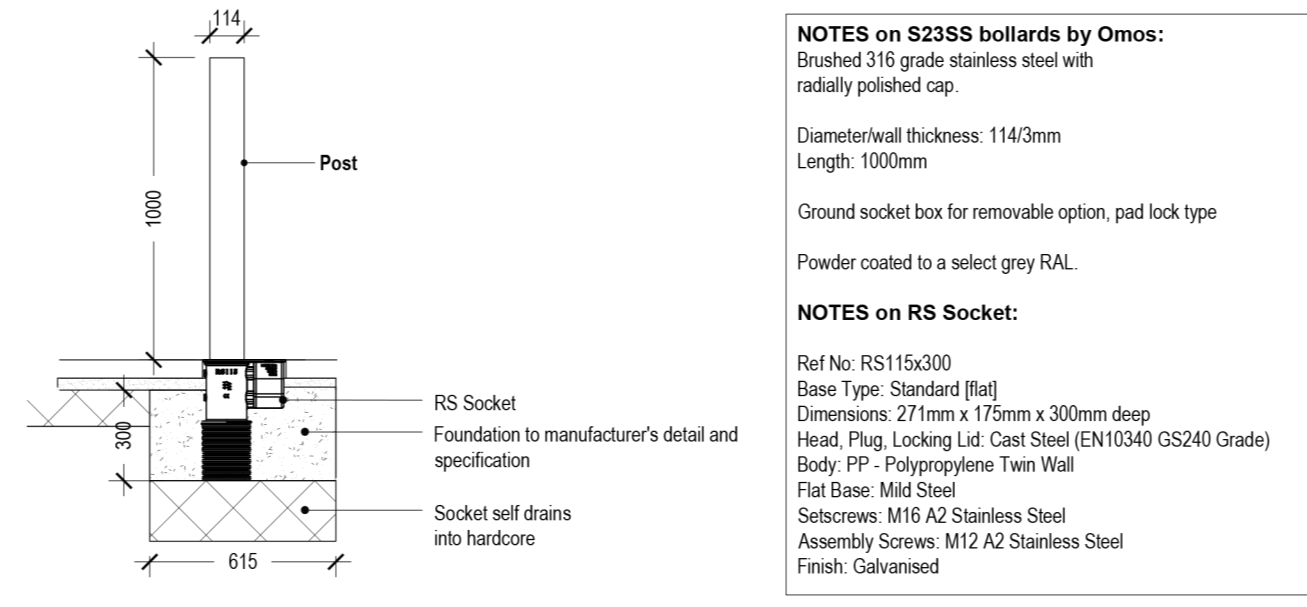 114
1000
Post
RS115
300
RS Socket
Foundation to manufacturer's detail and
specification
Socket self drains
into hardcore
615
NOTES on S23SS bollards by Omos:
Brushed 316 grade stainless steel with
radially polished cap.
Diameter/wall thickness: 114/3mm
Length: 1000mm
Ground socket box for removable option, pad lock type
Powder coated to a select grey RAL.
NOTES on RS Socket:
Ref No: RS115x300
Base Type: Standard [flat]
Dimensions: 271mm x 175mm x 300mm deep
Head, Plug, Locking Lid: Cast Steel (EN10340 GS240 Grade)
Body: PP - Polypropylene Twin Wall
Flat Base: Mild Steel
Setscrews: M16 A2 Stainless Steel
Assembly Screws: M12 A2 Stainless Steel
Finish: Galvanised